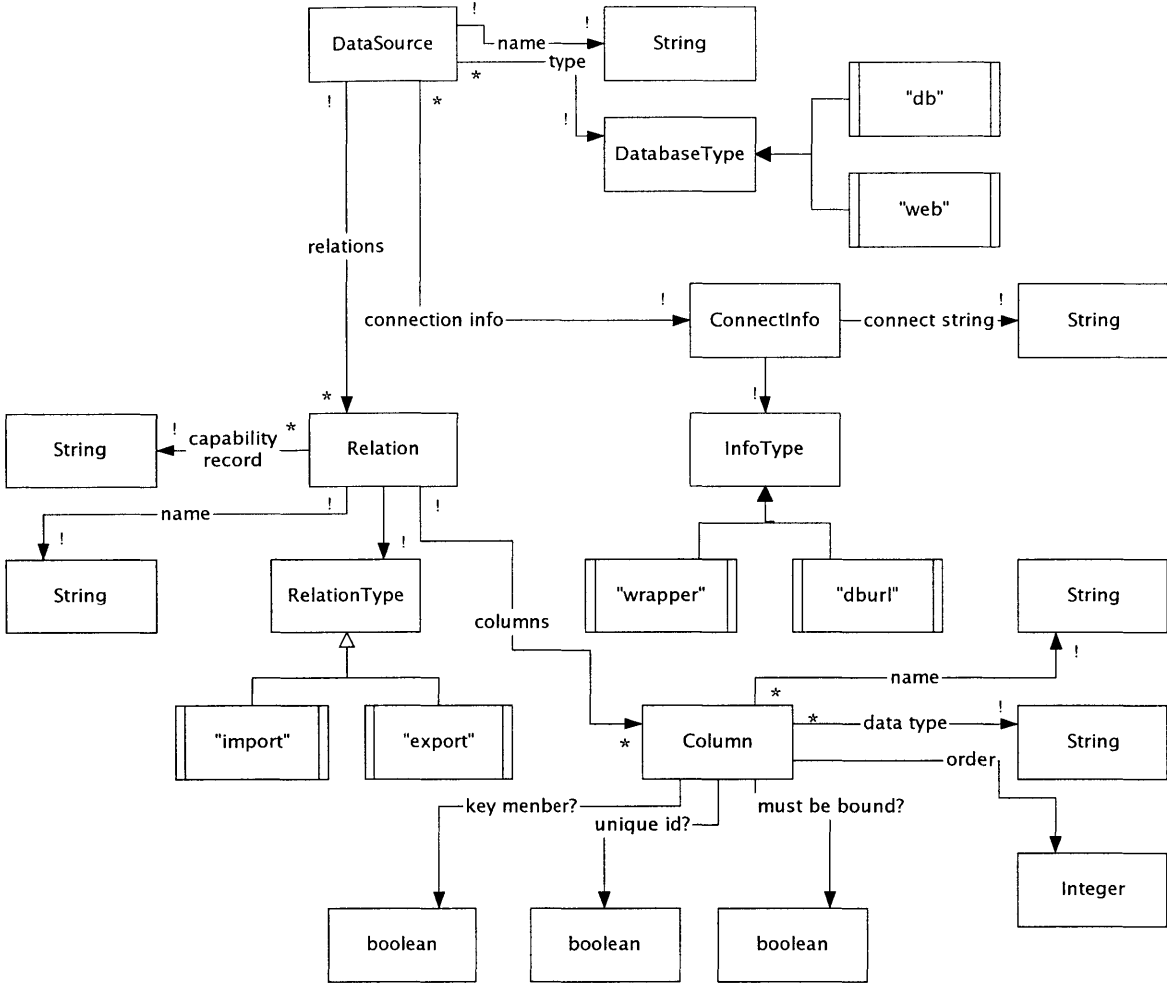 ! !
DataSource name String
* type
! * !
DatabaseType
"db"
"web"
relations
!
connection info ConnectInfo connect string ! String
* !
! capability * Relation InfoType
String record
name ! ! !
! !
String RelationType "wrapper" "dburl" String
columns
name !
* * data type !
"import" "export" * Column String
order
key menber? must be bound?
unique id?
Integer
boolean boolean boolean